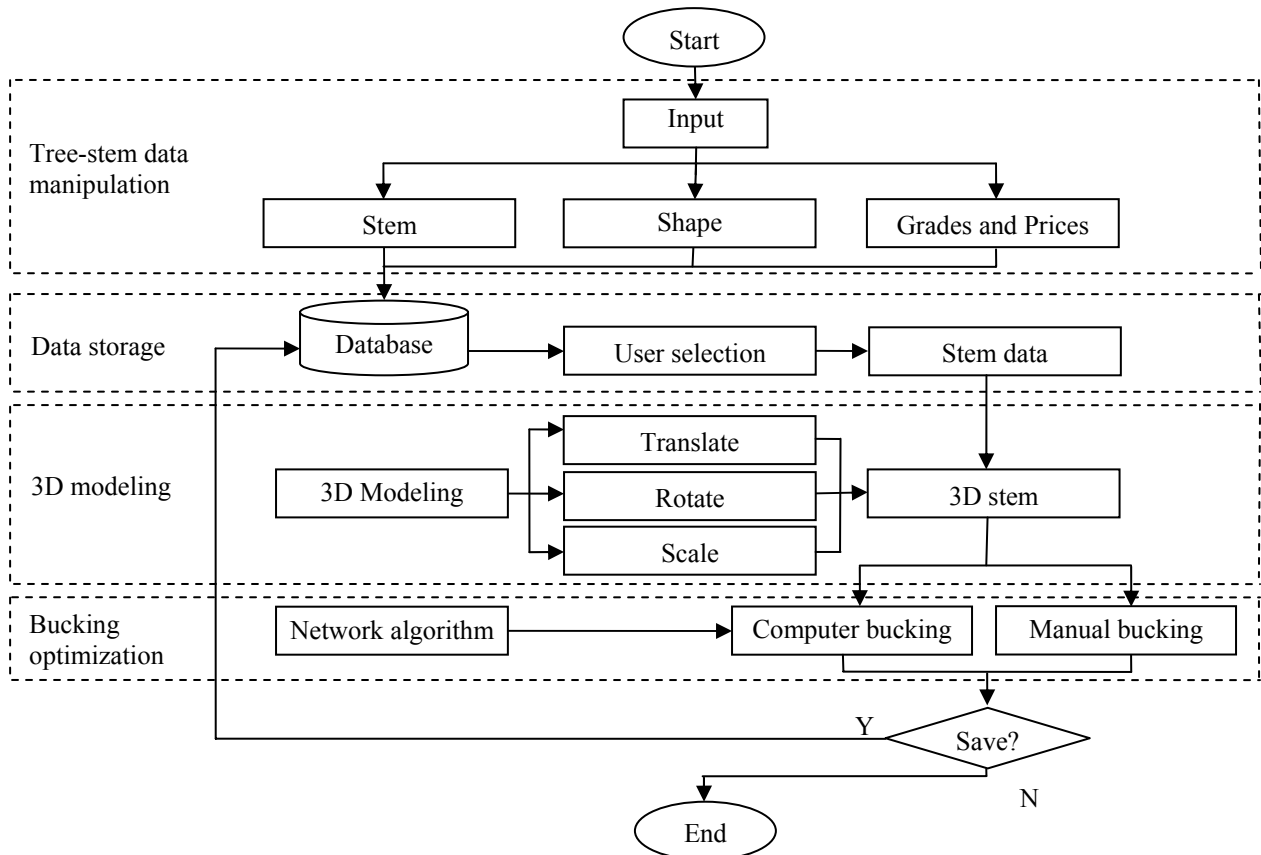 Start
Input
Tree-stem data
manipulation
Stem
Shape
Grades and Prices
Data storage
Database
User selection
Stem data
3D modeling
3D Modeling
Translate
Rotate
Scale
3D stem
Bucking
optimization
Network algorithm
Computer bucking
Manual bucking
Y
Save?
N
End